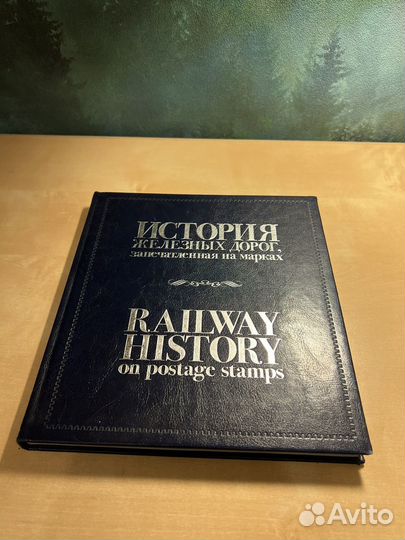 ИСТОРИЯ
ЖЕЛЕЗНЫХ ДОРОГ,
запечатленная на марках
RAILWAY
HISTORY
on postage stamps
Avito